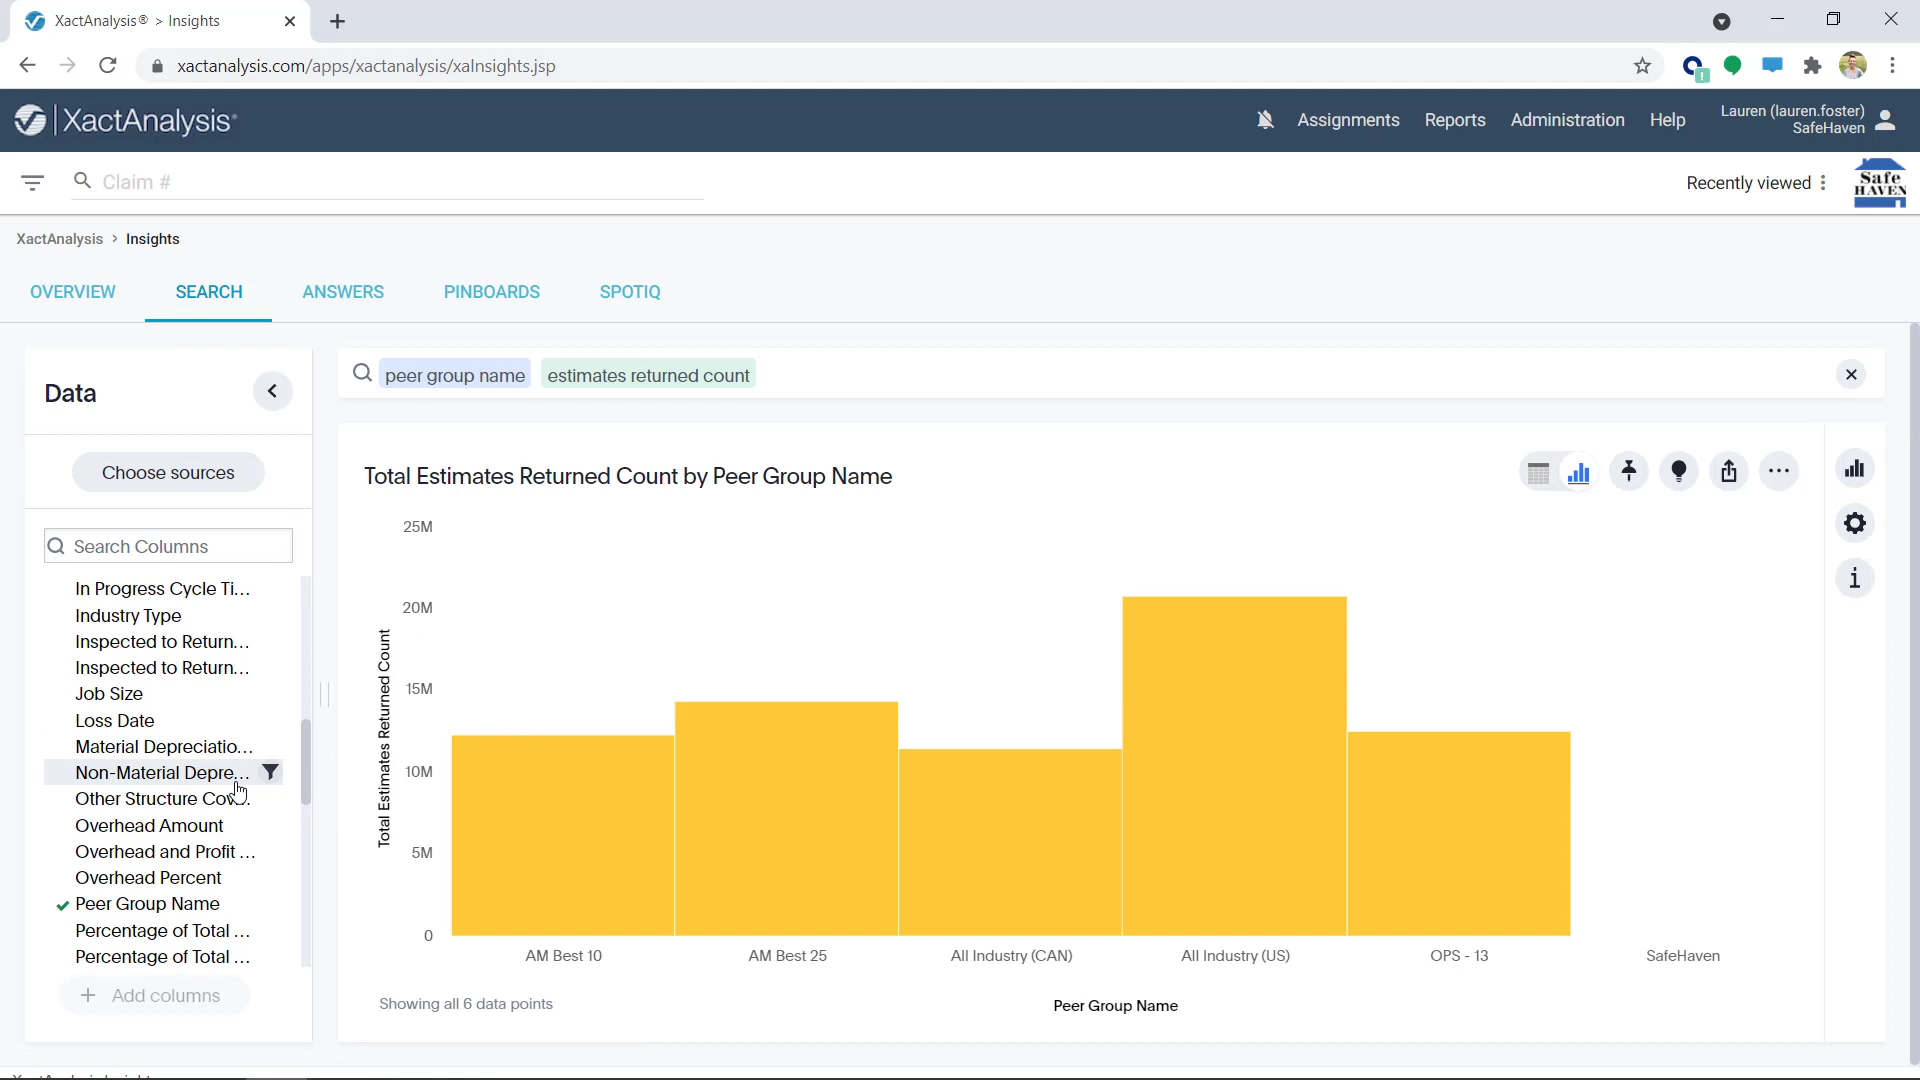 XactAnalysis® > Insights
xactanalysis.com/apps/xactanalysis/xaInsights.jsp
XactAnalysis®
Assignments Reports Administration Help
Lauren (lauren.foster)
SafeHaven
Claim #
Recently viewed
Safe
HAVEN
XactAnalysis > Insights
OVERVIEW SEARCH ANSWERS PINBOARDS SPOTIQ
Data
peer group name estimates returned count
Choose sources
Search Columns
In Progress Cycle Ti...
Industry Type
Inspected to Return...
Inspected to Return...
Job Size
Loss Date
Material Depreciatio...
Non-Material Depre...
Other Structure Cov...
Overhead Amount
Overhead and Profit ...
Overhead Percent
Peer Group Name
Percentage of Total ...
Percentage of Total ...
+ Add columns
Total Estimates Returned Count by Peer Group Name
Total Estimates Returned Count
25M
20M
15M
10M
5M
0
AM Best 10 AM Best 25 All Industry (CAN) All Industry (US) OPS - 13 SafeHaven
Showing all 6 data points
Peer Group Name